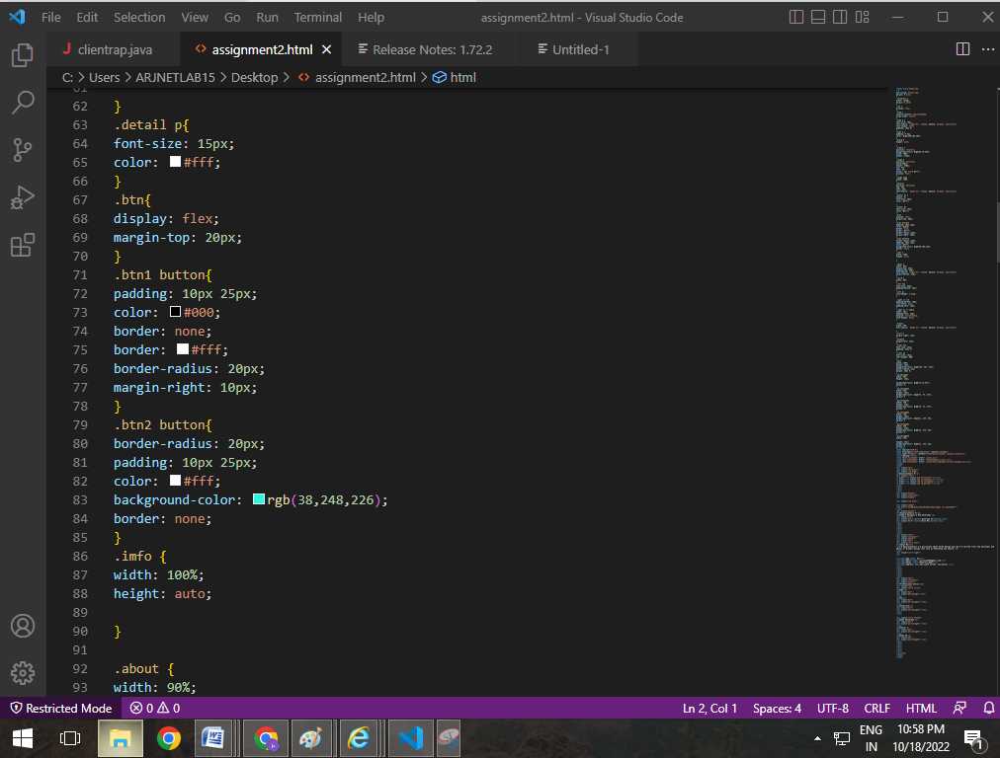 File Edit Selection View Go Run Terminal Help assignment2.html - Visual Studio Code
J clientrap.java <> assignment2.html Release Notes: 1.72.2 Untitled-1
C: > Users > ARJNETLAB15 > Desktop > <> assignment2.html > html
61
62 }
63 .detail p{
64 font-size: 15px;
65 color: #fff;
66 }
67 .btn{
68 display: flex;
69 margin-top: 20px;
70 }
71 .btn1 button{
72 padding: 10px 25px;
73 color: #000;
74 border: none;
75 border: #fff;
76 border-radius: 20px;
77 margin-right: 10px;
78 }
79 .btn2 button{
80 border-radius: 20px;
81 padding: 10px 25px;
82 color: #fff;
83 background-color: rgb(38,248,226);
84 border: none;
85 }
86 .imfo {
87 width: 100%;
88 height: auto;
89
90 }
91
92 .about {
93 width: 90%;
Restricted Mode 0 0 Ln 2, Col 1 Spaces: 4 UTF-8 CRLF HTML
ENG 10:58 PM
IN 10/18/2022 1